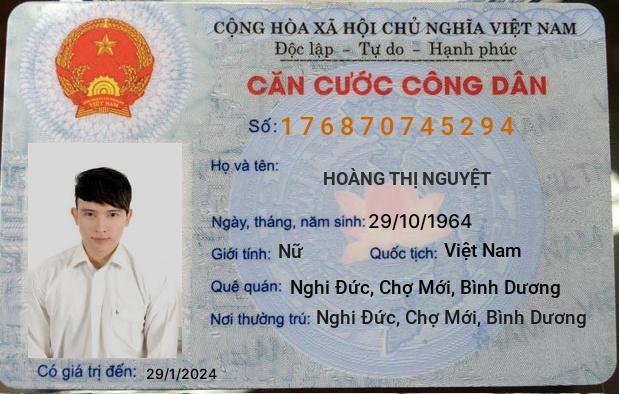 CỘNG HÒA XÃ HỘI CHỦ NGHĨA VIỆT NAM
Độc lập - Tự do - Hạnh phúc
CĂN CƯỚC CÔNG DÂN
Số: 176870745294
Họ và tên:
HOÀNG THỊ NGUYỆT
Ngày, tháng, năm sinh: 29/10/1964
Giới tính: Nữ Quốc tịch: Việt Nam
Quê quán: Nghi Đức, Chợ Mới, Bình Dương
Nơi thường trú: Nghi Đức, Chợ Mới, Bình Dương
Có giá trị đến: 29/1/2024
VIỆT NAM